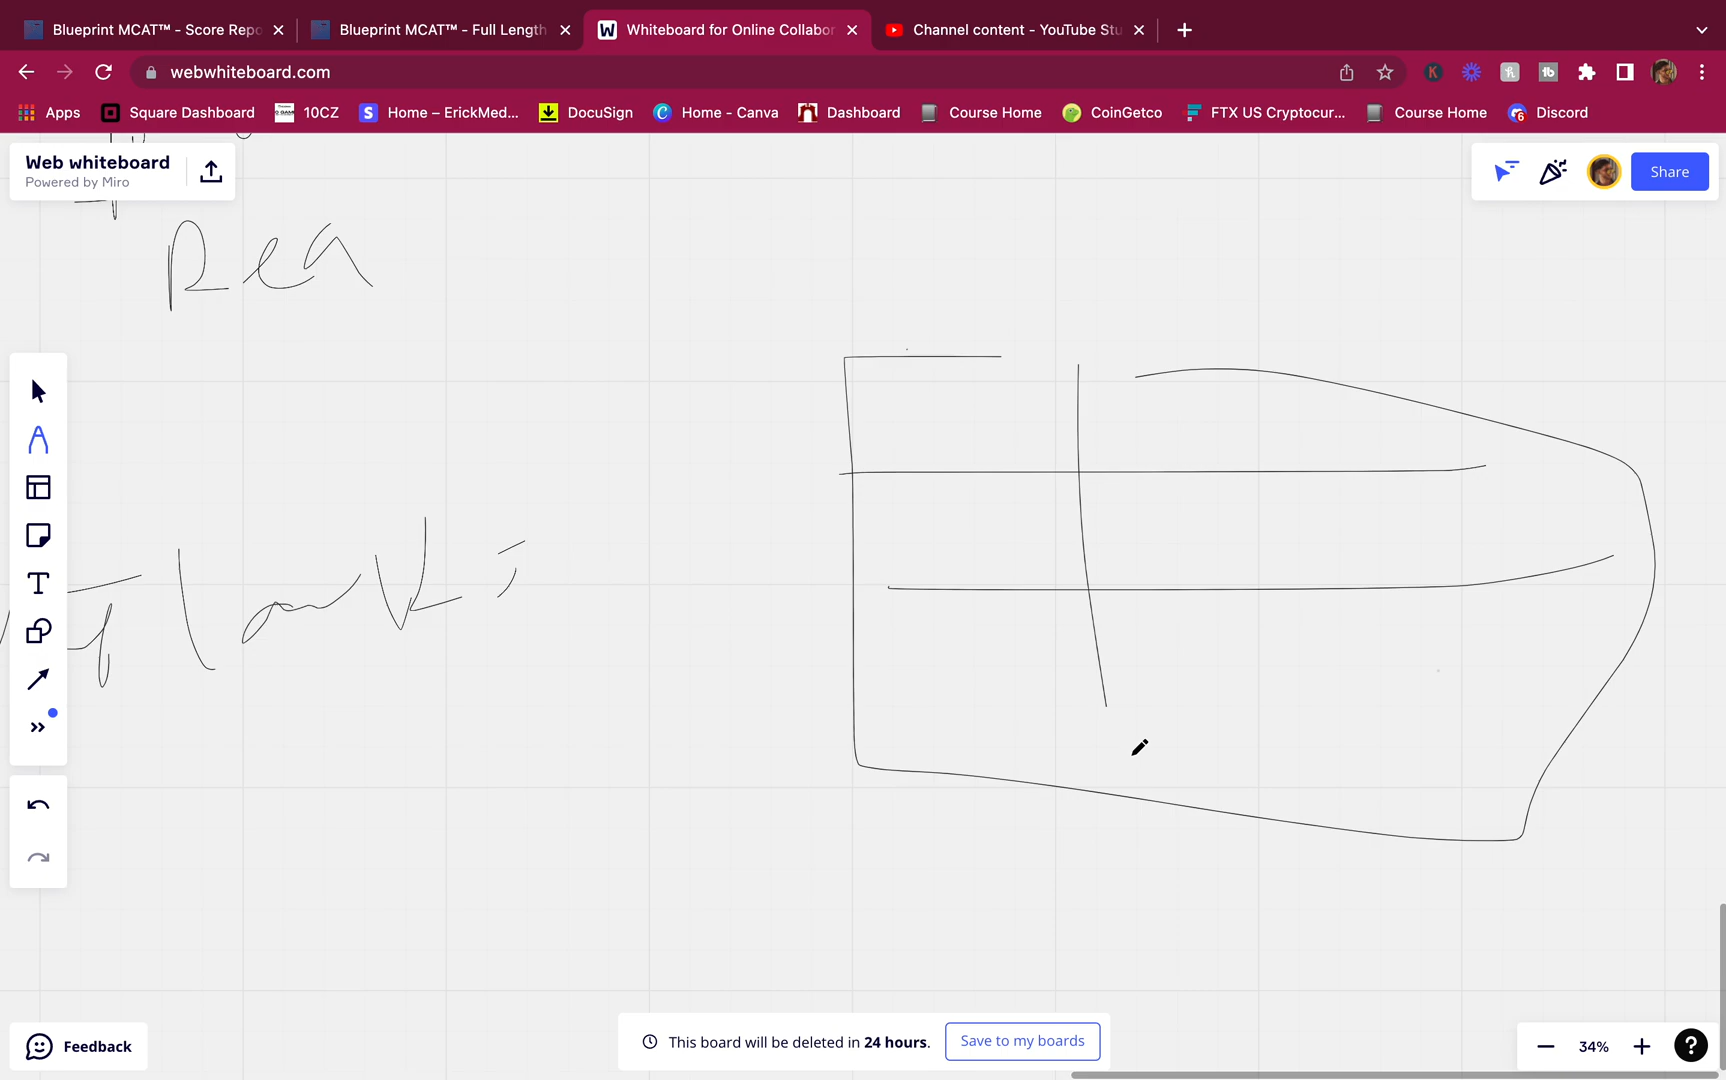 Blueprint MCAT™ - Score Repo
Blueprint MCAT™ - Full Length
Whiteboard for Online Collabor
Channel content - YouTube Stu
webwhiteboard.com
Apps
Square Dashboard
10CZ
Home – ErickMed...
DocuSign
Home - Canva
Dashboard
Course Home
CoinGetco
FTX US Cryptocur...
Course Home
Discord
Web whiteboard
Powered by Miro
Share
Rea
Feedback
This board will be deleted in 24 hours.
Save to my boards
34%